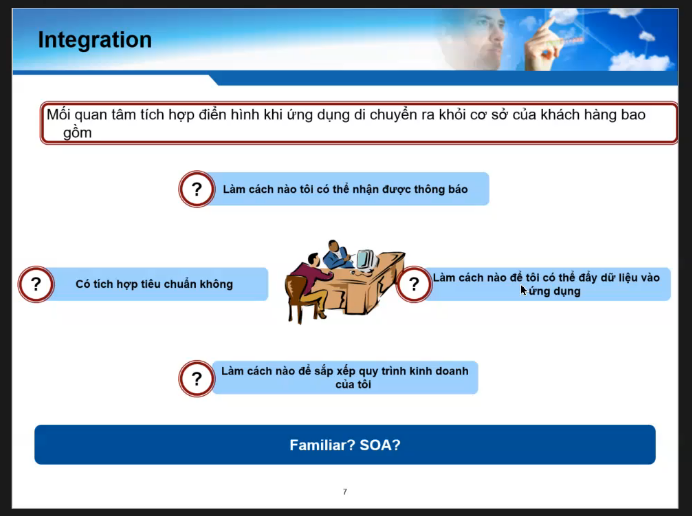 Integration
Mối quan tâm tích hợp điển hình khi ứng dụng di chuyển ra khỏi cơ sở của khách hàng bao
gồm
?
Làm cách nào tôi có thể nhận được thông báo
?
Có tích hợp tiêu chuẩn không
?
Làm cách nào để tôi có thể đẩy dữ liệu vào
ứng dụng
?
Làm cách nào để sắp xếp quy trình kinh doanh
của tôi
Familiar? SOA?
7